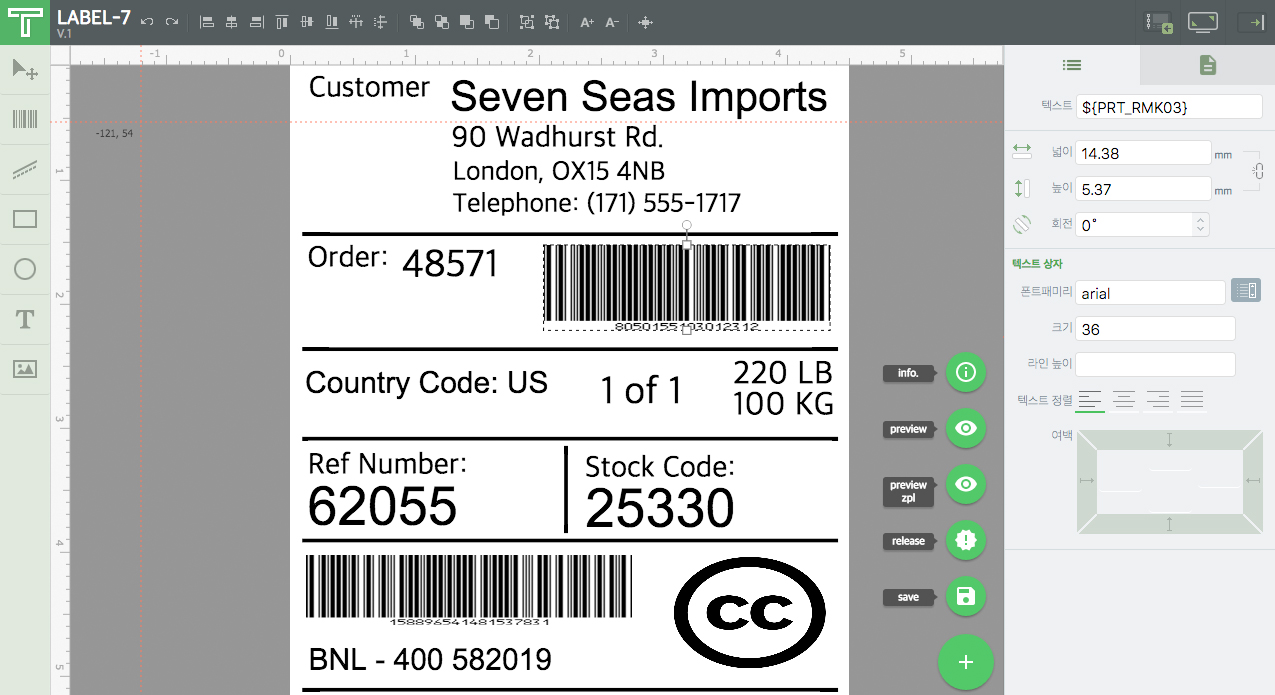 LABEL-7
V.1
A+ A-
-1 0 1 2 3 4 5
텍스트 ${PRT_RMK03}
-121, 54
넓이 14.38 mm
높이 5.37 mm
회전 0°
텍스트 상자
폰트패미리 arial
크기 36
라인 높이
텍스트 정렬
여백
1
2
3
4
5
Customer Seven Seas Imports
90 Wadhurst Rd.
London, OX15 4NB
Telephone: (171) 555-1717
Order: 48571
Country Code: US 1 of 1 220 LB
100 KG
Ref Number: Stock Code:
62055 25330
158896541481537831
CC
BNL - 400 582019
info.
preview
preview
zpl
release
save